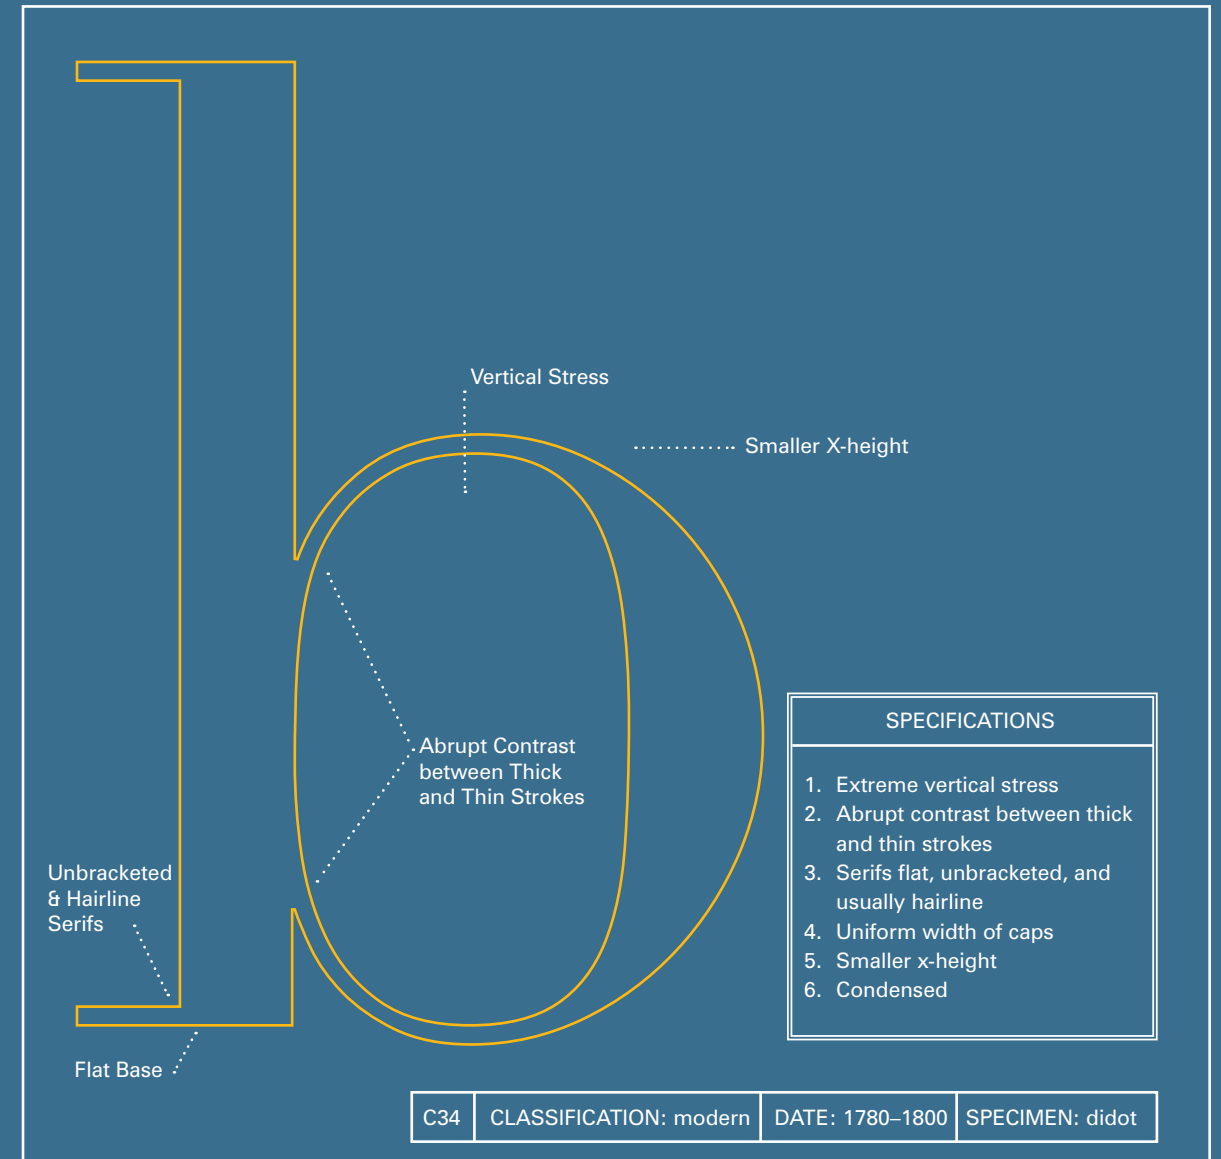 Vertical Stress
Smaller X-height
Abrupt Contrast
between Thick
and Thin Strokes
Unbracketed
& Hairline
Serifs
Flat Base
SPECIFICATIONS
1. Extreme vertical stress
2. Abrupt contrast between thick
and thin strokes
3. Serifs flat, unbracketed, and
usually hairline
4. Uniform width of caps
5. Smaller x-height
6. Condensed
C34 CLASSIFICATION: modern DATE: 1780–1800 SPECIMEN: didot
b